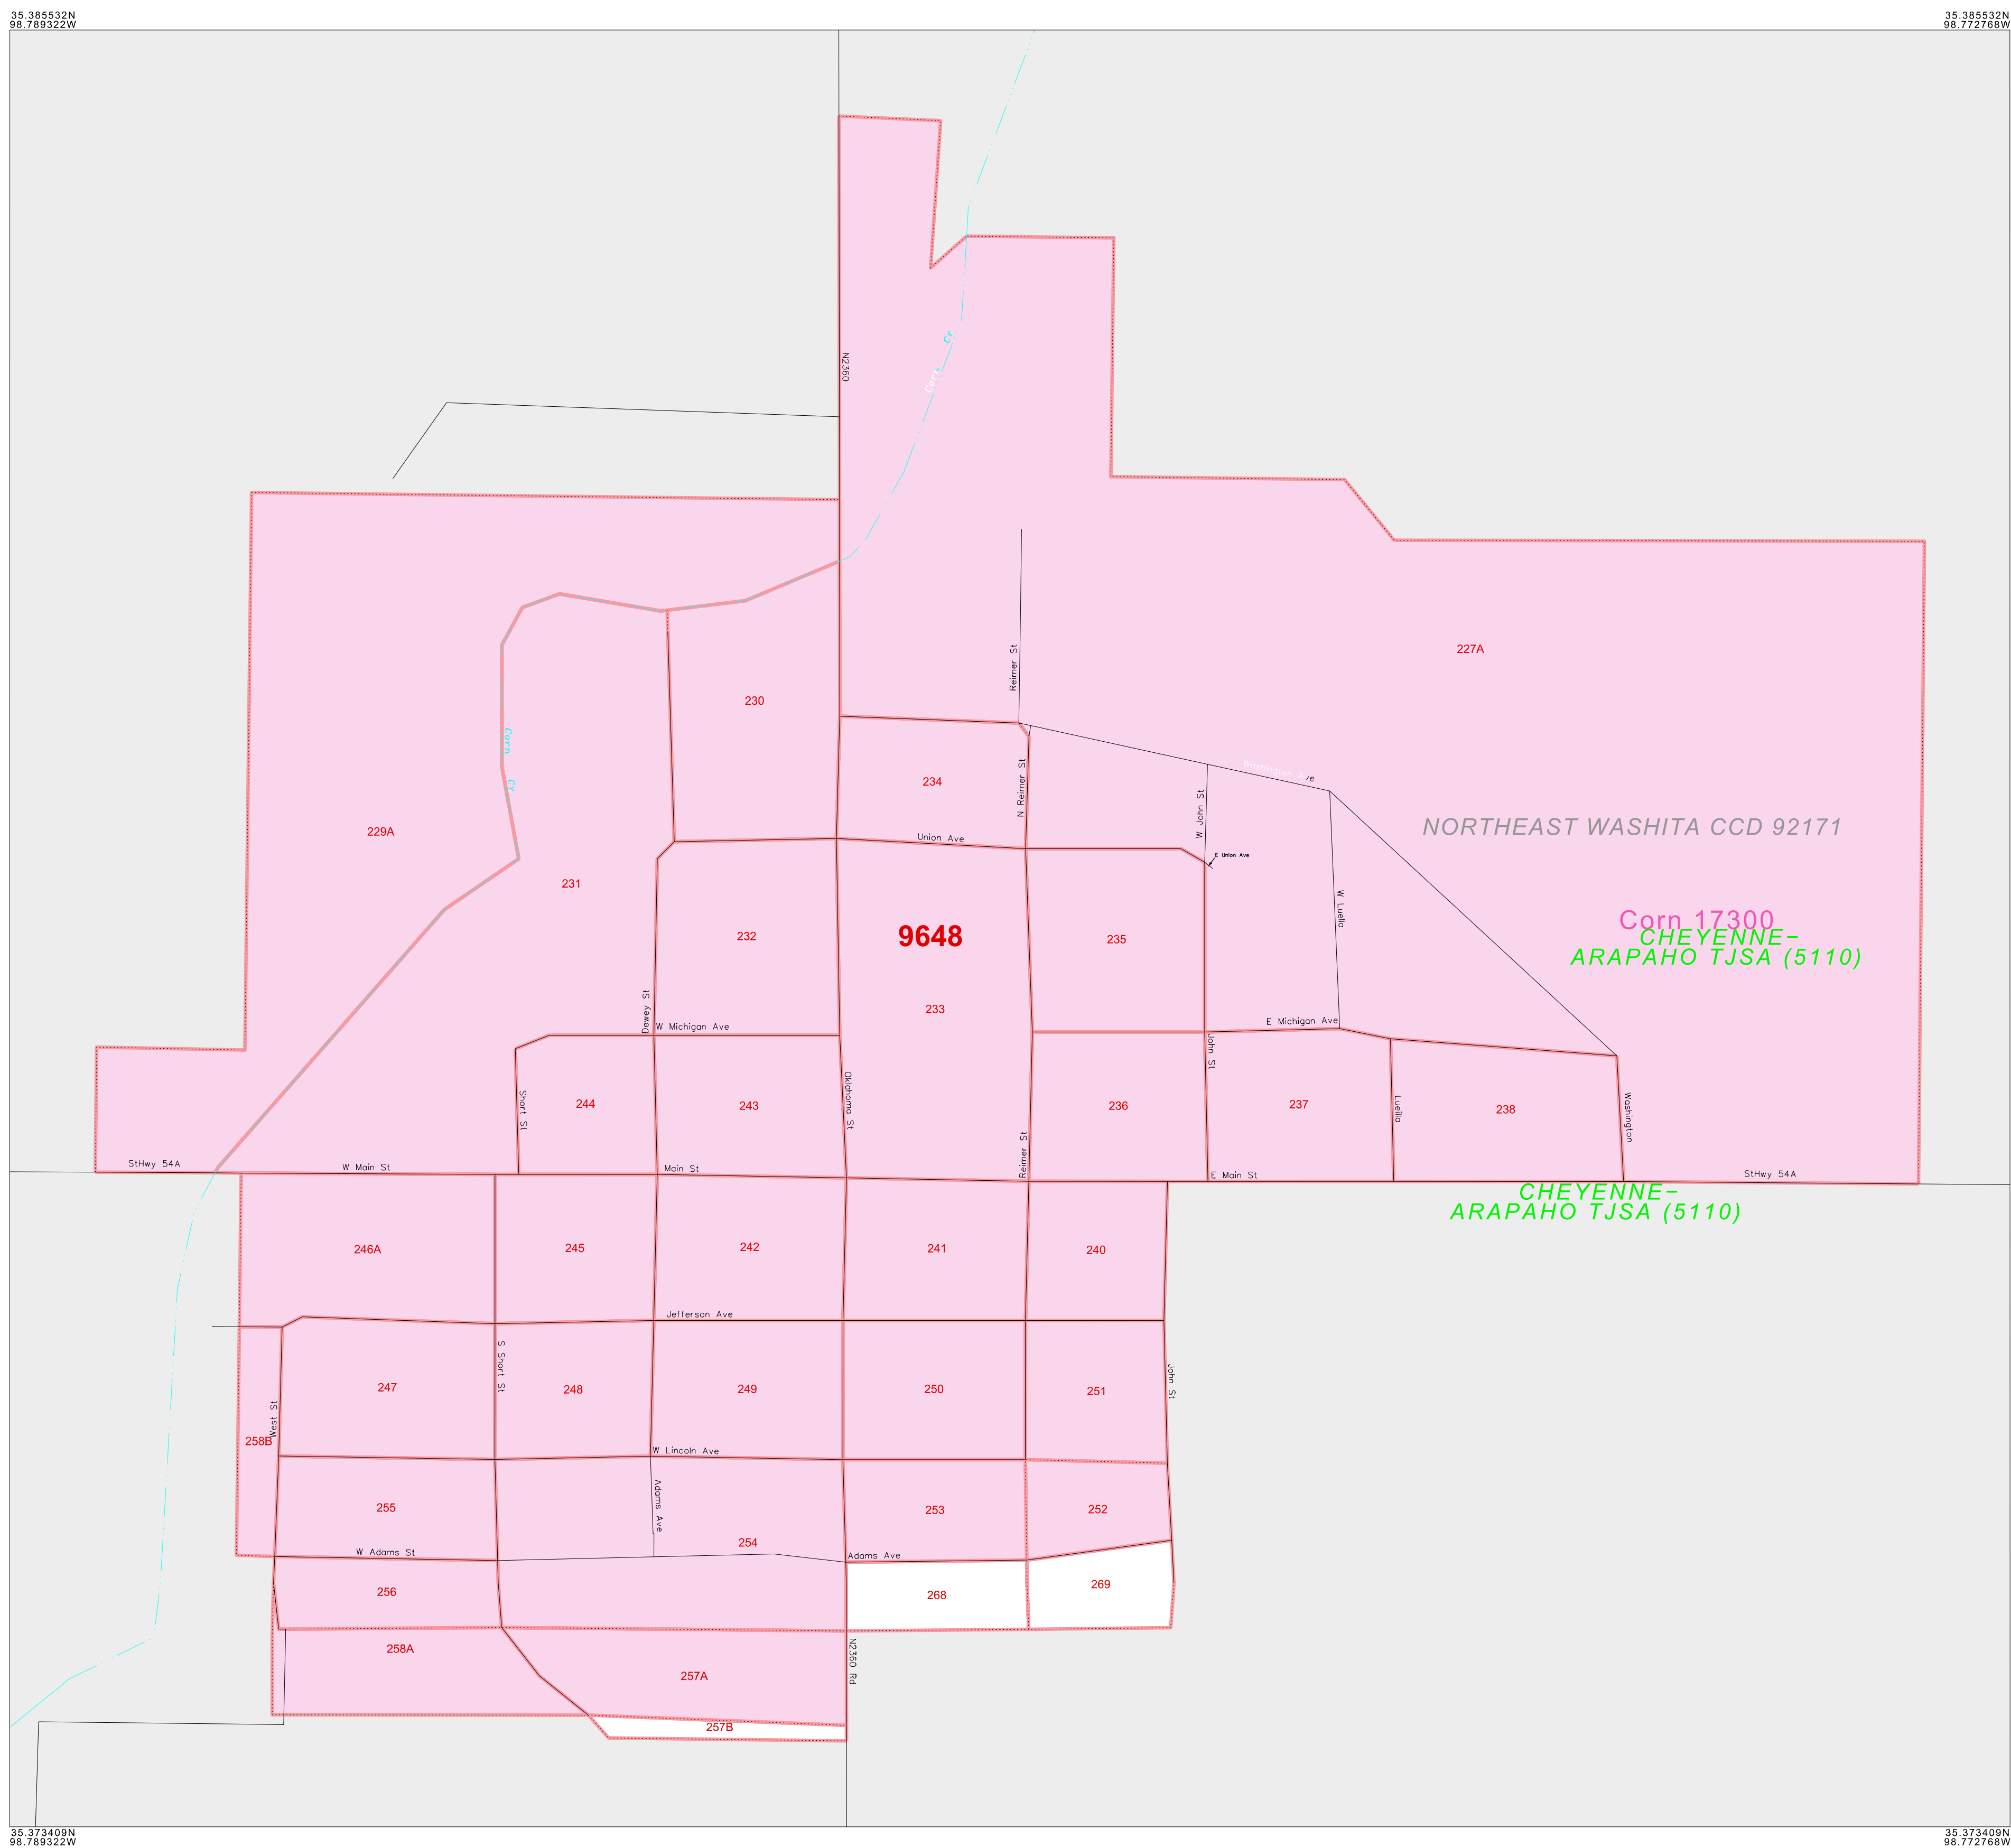 35.385532N
98.789322W
35.385532N
98.772768W
Cr
Corn
N2360
227A
Reimer St
230
Corn
Cr
234
N Reimer St
Washington Ave
W John St
229A
Union Ave
E Union Ave
NORTHEAST WASHITA CCD 92171
231
W Luella
232
9648
235
Corn 17300
CHEYENNE-
ARAPAHO TJSA (5110)
Dewey St
233
W Michigan Ave
E Michigan Ave
John St
Short St
244
243
Oklahoma St
236
237
Luella
238
Washington
Reimer St
StHwy 54A
W Main St
Main St
E Main St
StHwy 54A
CHEYENNE-
ARAPAHO TJSA (5110)
246A
245
242
241
240
Jefferson Ave
S Short St
John St
247
248
249
250
251
West St
258B
W Lincoln Ave
Adams Ave
255
253
252
254
W Adams St
Adams Ave
256
268
269
258A
N2360 Rd
257A
257B
35.373409N
98.789322W
35.373409N
98.772768W